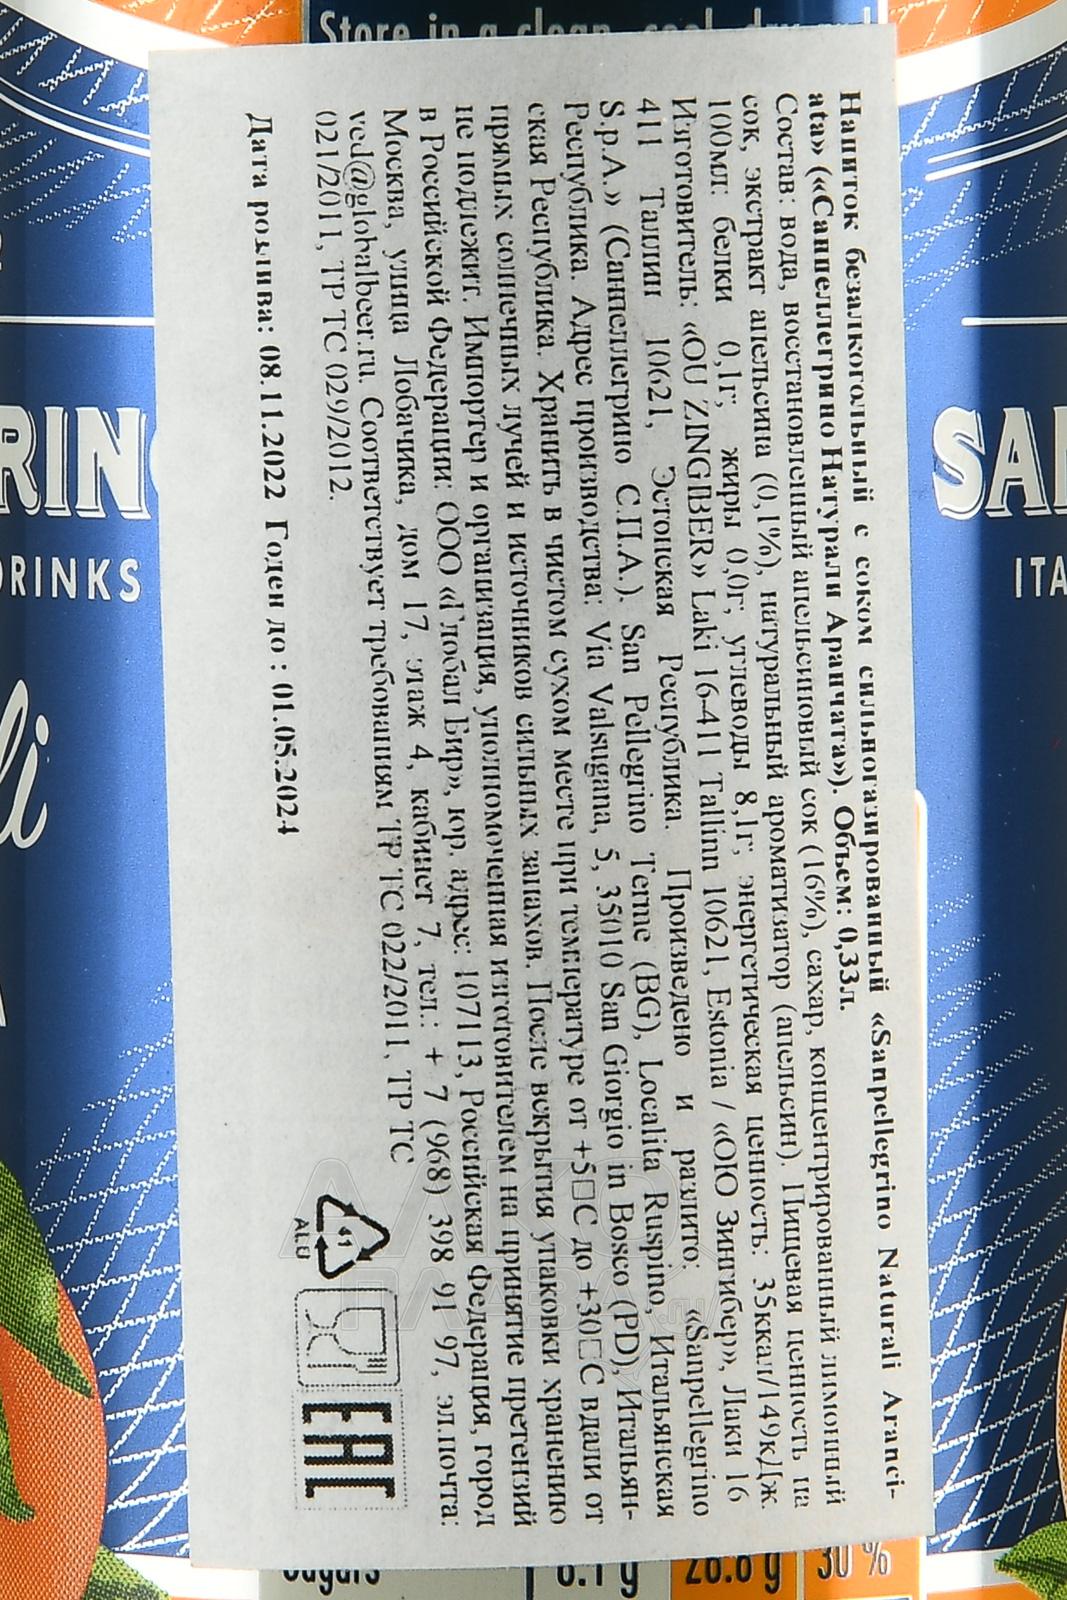 Store in a clean, cool, dry and
Напиток безалкогольный с соком сильногазированный «Sanpellegrino Naturali Aranci-
ata» («Санпеллегрино Натурали Аранчата»). Объем: 0,33л.
Состав: вода, восстановленный апельсиновый сок (16%), сахар, концентрированный лимонный
сок, экстракт апельсина (0,1%), натуральный ароматизатор (апельсин). Пищевая ценность на
100мл: белки 0,1г; жиры 0,0г; углеводы 8,1г; энергетическая ценность: 35ккал/149кДж
Изготовитель: «OU ZINGIBER» Laki 16-411 Tallinn 10621, Estonia / «ОЮ Зингибер», Лаки 16
411 Таллин 10621, Эстонская Республика. Произведено и разлито: «Sanpellegrino
S.p.A.» (Санпеллегрино С.П.А.). San Pellegrino Terme (BG), Localita Ruspino, Итальянская
Республика. Адрес производства: Via Valsugana, 5, 35010 San Giorgio in Bosco (PD), Итальян-
ская Республика. Хранить в чистом сухом месте при температуре от +5□C до +30□C вдали от
прямых солнечных лучей и источников сильных запахов. После вскрытия упаковки хранению
не подлежит. Импортер и организация, уполномоченная изготовителем на принятие претензий
в Российской Федерации: ООО «Глобал Бир», юр. адрес: 107113, Российская Федерация, город
Москва, улица Лобачика, дом 17, этаж 4, кабинет 7, тел.: + 7 (968) 398 91 97, эл.почта:
ved@globalbeer.ru. Соответствует требованиям ТР ТС 022/2011, ТР ТС
021/2011, ТР ТС 029/2012.
Дата розлива: 08.11.2022 Годен до : 01.05.2024
41
ALU
EAC
RINO
DRINKS
li
SAN
ITA
Sugars 8.1 g 26.8 g 30 %